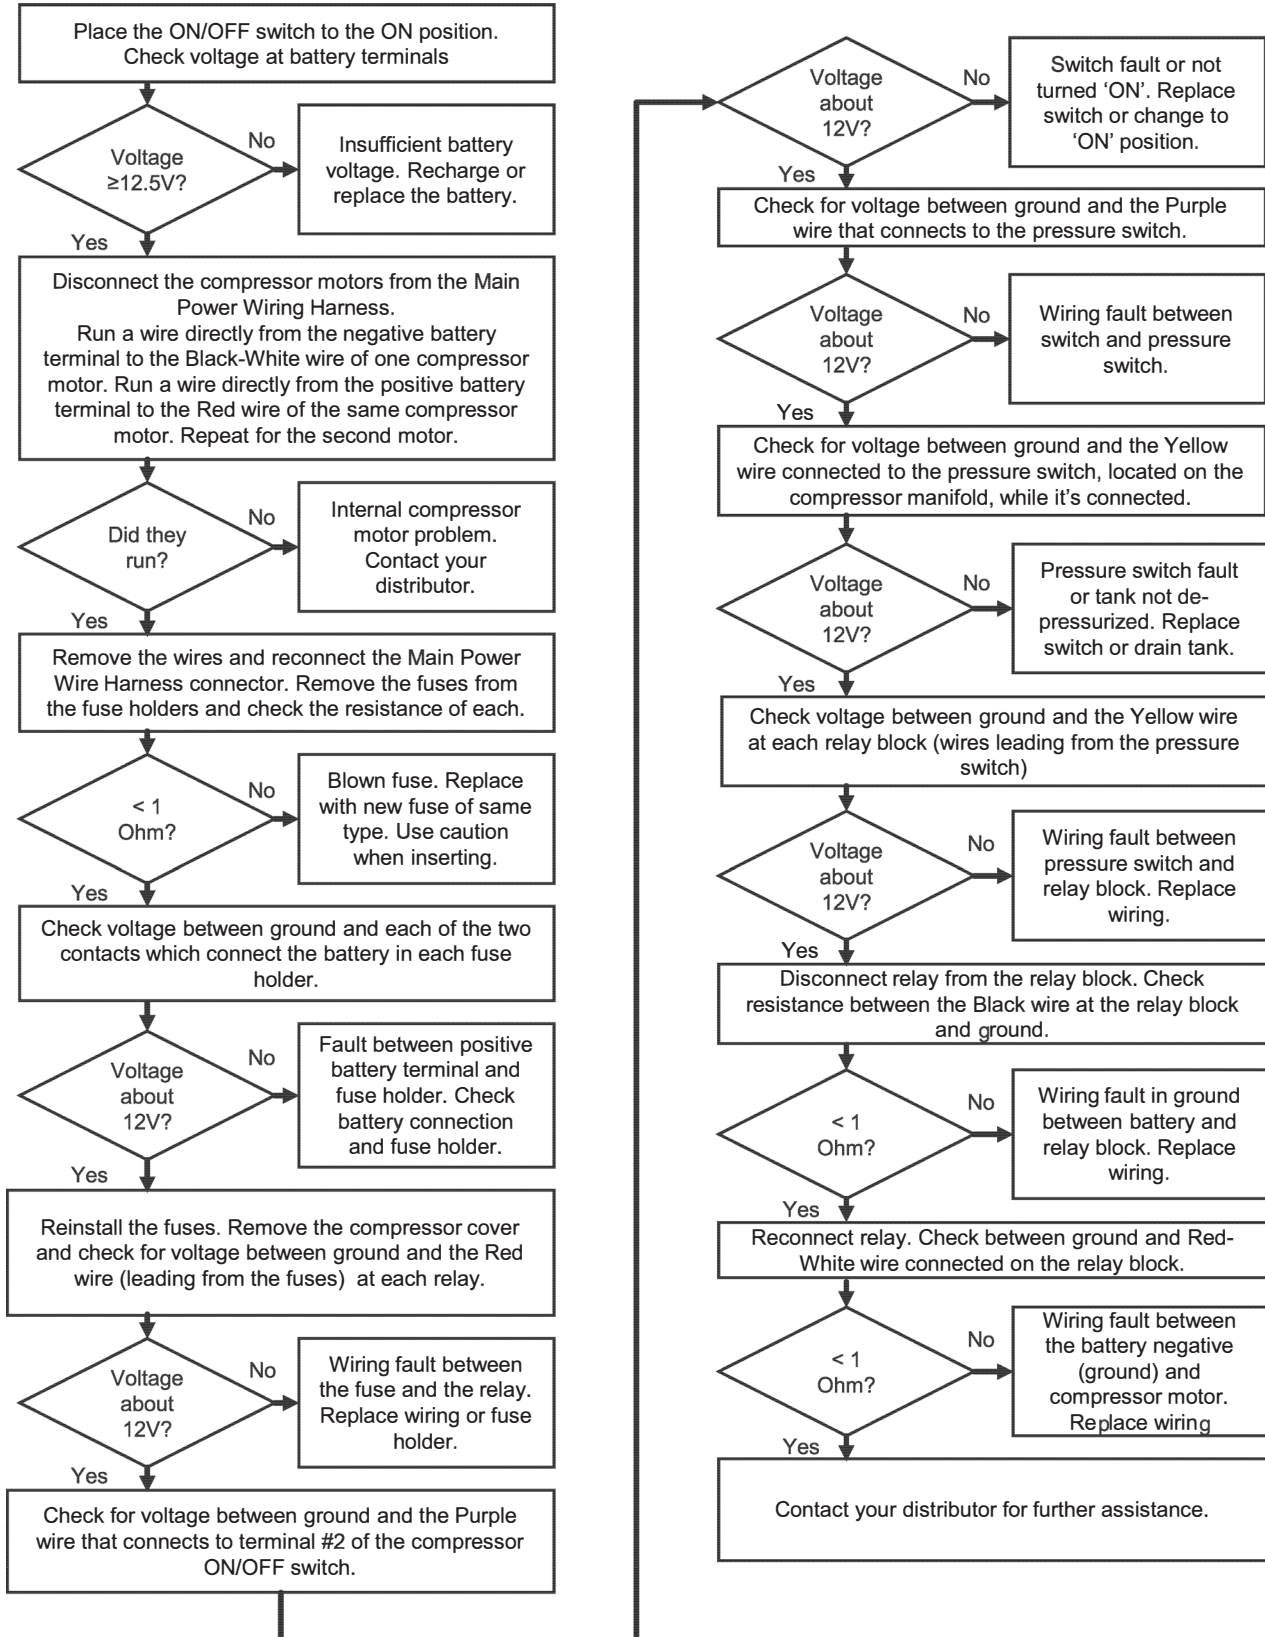 Place the ON/OFF switch to the ON position.
Check voltage at battery terminals
Voltage
≥12.5V?
No
Insufficient battery
voltage. Recharge or
replace the battery.
Yes
Disconnect the compressor motors from the Main
Power Wiring Harness.
Run a wire directly from the negative battery
terminal to the Black-White wire of one compressor
motor. Run a wire directly from the positive battery
terminal to the Red wire of the same compressor
motor. Repeat for the second motor.
Did they
run?
No
Internal compressor
motor problem.
Contact your
distributor.
Yes
Remove the wires and reconnect the Main Power
Wire Harness connector. Remove the fuses from
the fuse holders and check the resistance of each.
< 1
Ohm?
No
Blown fuse. Replace
with new fuse of same
type. Use caution
when inserting.
Yes
Check voltage between ground and each of the two
contacts which connect the battery in each fuse
holder.
Voltage
about
12V?
No
Fault between positive
battery terminal and
fuse holder. Check
battery connection
and fuse holder.
Yes
Reinstall the fuses. Remove the compressor cover
and check for voltage between ground and the Red
wire (leading from the fuses) at each relay.
Voltage
about
12V?
No
Wiring fault between
the fuse and the relay.
Replace wiring or fuse
holder.
Yes
Check for voltage between ground and the Purple
wire that connects to terminal #2 of the compressor
ON/OFF switch.
Voltage
about
12V?
No
Switch fault or not
turned ‘ON’. Replace
switch or change to
‘ON’ position.
Yes
Check for voltage between ground and the Purple
wire that connects to the pressure switch.
Voltage
about
12V?
No
Wiring fault between
switch and pressure
switch.
Yes
Check for voltage between ground and the Yellow
wire connected to the pressure switch, located on the
compressor manifold, while it’s connected.
Voltage
about
12V?
No
Pressure switch fault
or tank not de-
pressurized. Replace
switch or drain tank.
Yes
Check voltage between ground and the Yellow wire
at each relay block (wires leading from the pressure
switch)
Voltage
about
12V?
No
Wiring fault between
pressure switch and
relay block. Replace
wiring.
Yes
Disconnect relay from the relay block. Check
resistance between the Black wire at the relay block
and ground.
< 1
Ohm?
No
Wiring fault in ground
between battery and
relay block. Replace
wiring.
Yes
Reconnect relay. Check between ground and Red-
White wire connected on the relay block.
< 1
Ohm?
No
Wiring fault between
the battery negative
(ground) and
compressor motor.
Replace wiring
Yes
Contact your distributor for further assistance.